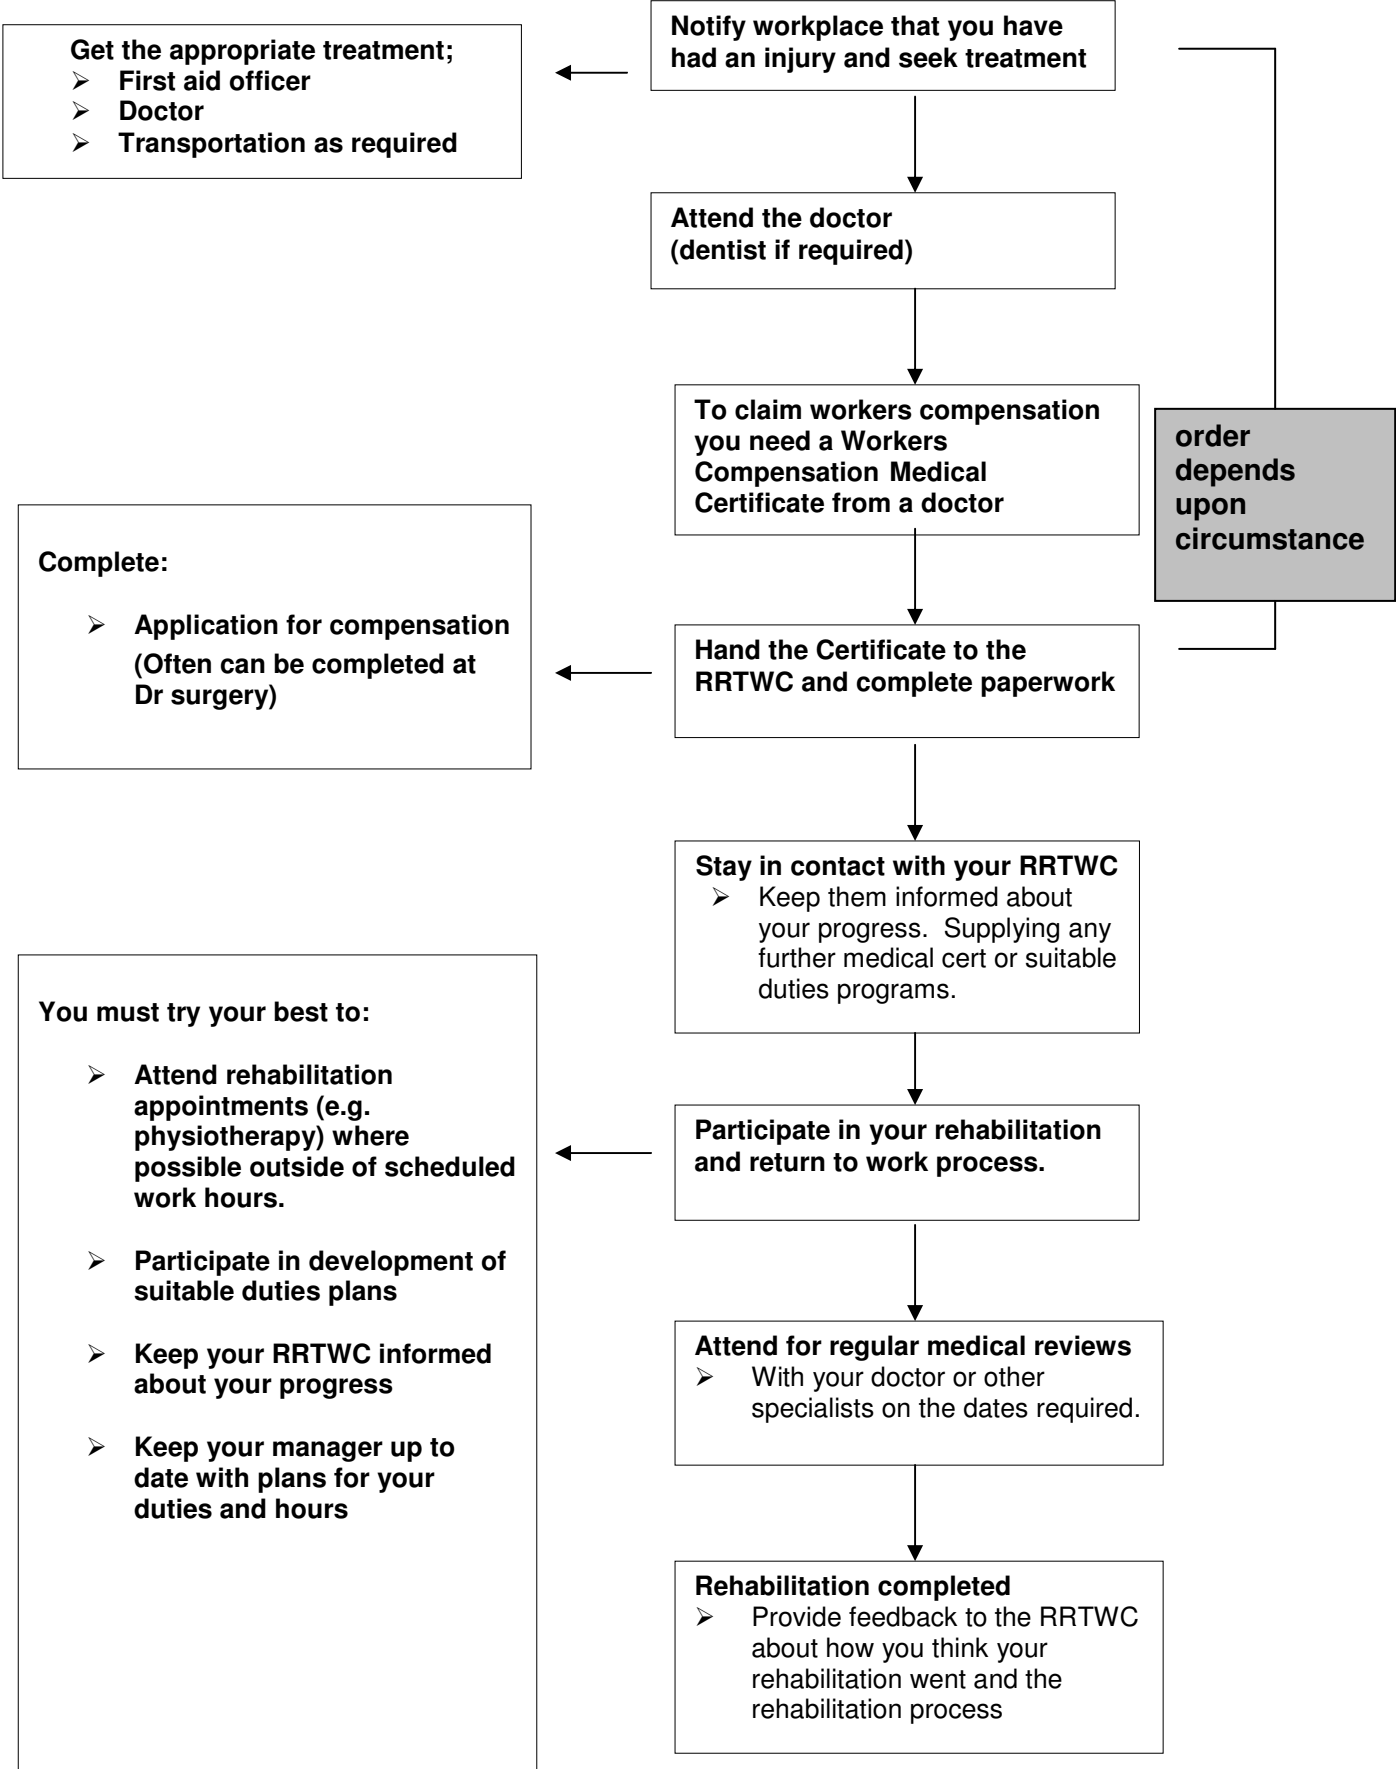 Notify workplace that you have
had an injury and seek treatment
Get the appropriate treatment;
➢ First aid officer
➢ Doctor
➢ Transportation as required
Attend the doctor
(dentist if required)
To claim workers compensation
you need a Workers
Compensation Medical
Certificate from a doctor
order
depends
upon
circumstance
Hand the Certificate to the
RRTWC and complete paperwork
Complete:
➢ Application for compensation
(Often can be completed at
Dr surgery)
Stay in contact with your RRTWC
➢ Keep them informed about
your progress. Supplying any
further medical cert or suitable
duties programs.
Participate in your rehabilitation
and return to work process.
You must try your best to:
➢ Attend rehabilitation
appointments (e.g.
physiotherapy) where
possible outside of scheduled
work hours.
➢ Participate in development of
suitable duties plans
➢ Keep your RRTWC informed
about your progress
➢ Keep your manager up to
date with plans for your
duties and hours
Attend for regular medical reviews
➢ With your doctor or other
specialists on the dates required.
Rehabilitation completed
➢ Provide feedback to the RRTWC
about how you think your
rehabilitation went and the
rehabilitation process